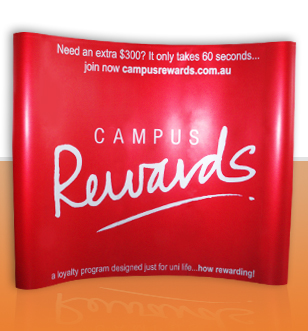 Need an extra $300? It only takes 60 seconds...
join now campusrewards.com.au
CAMPUS
Rewards
a loyalty program designed just for uni life...how rewarding!